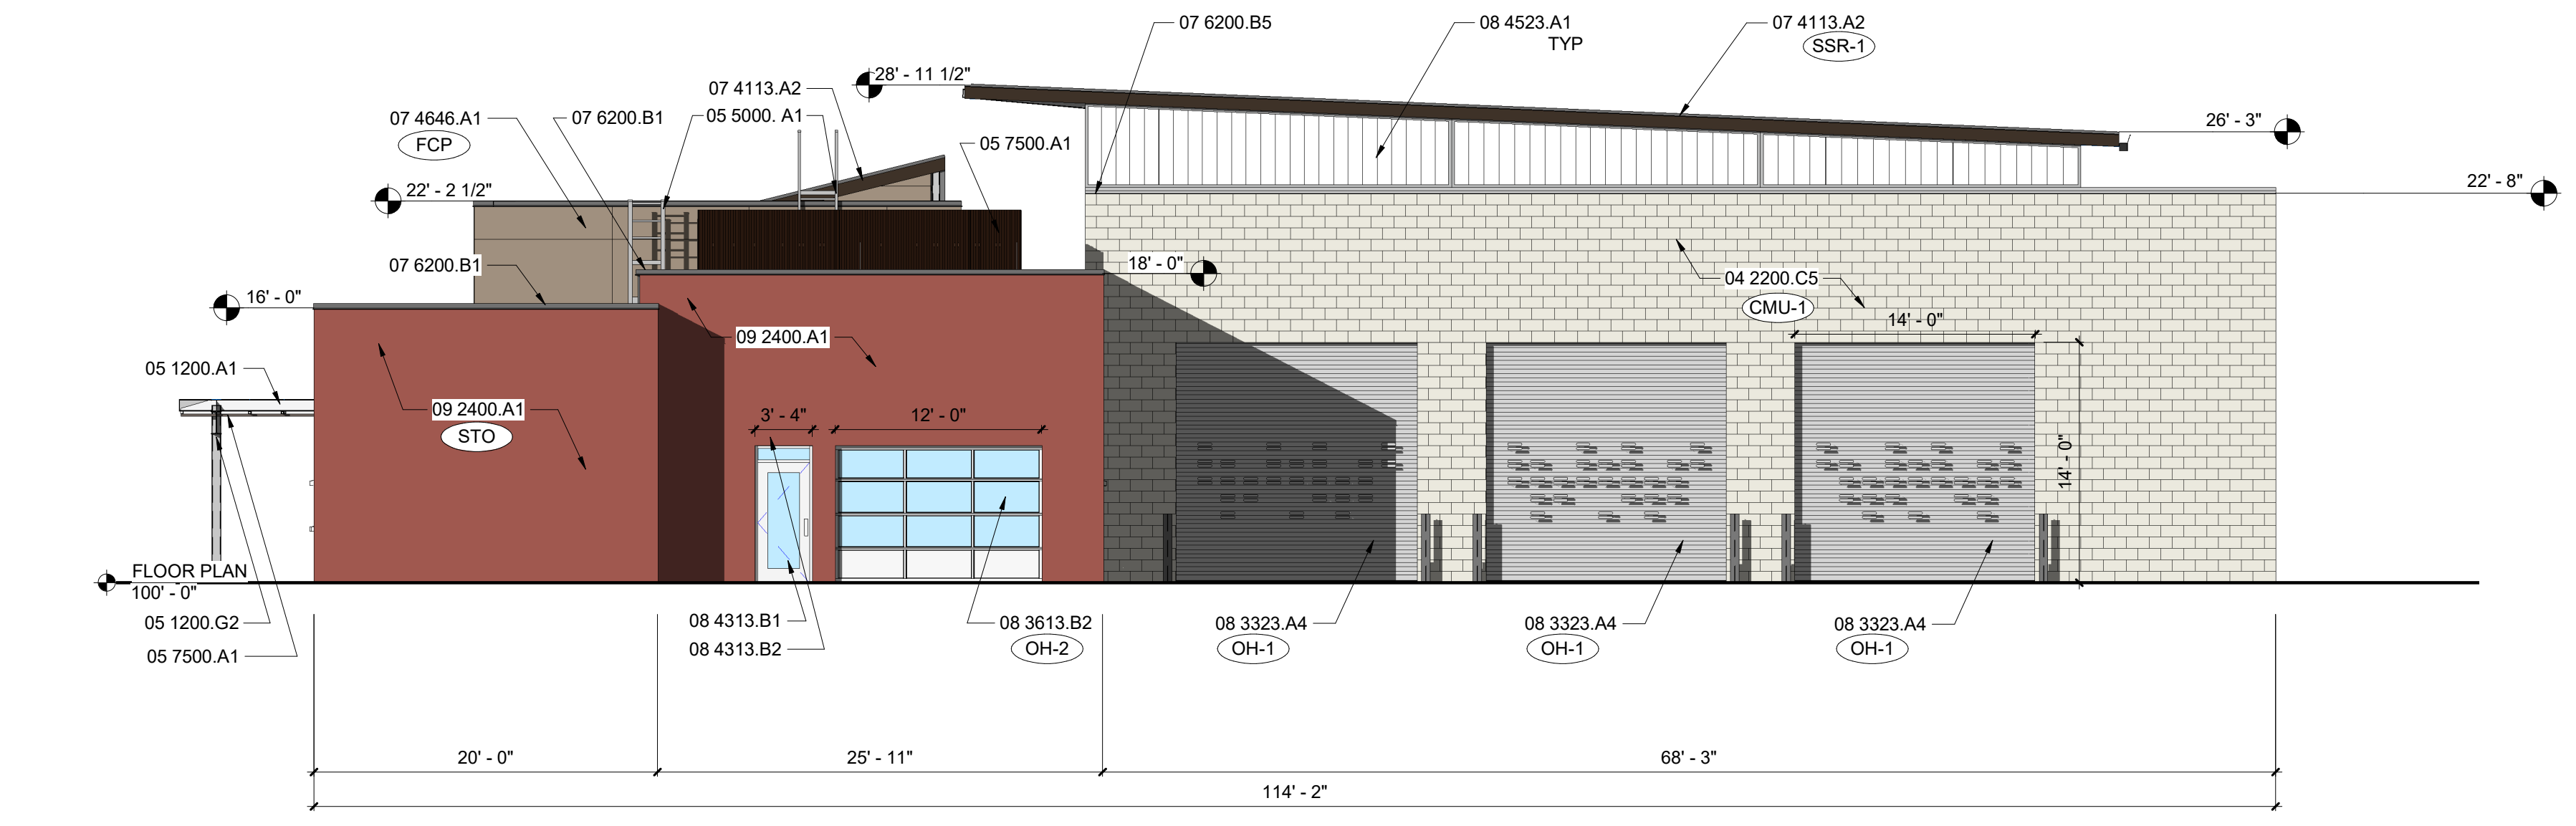 07 6200.B5
08 4523.A1
TYP
07 4113.A2
SSR-1
28' - 11 1/2"
07 4113.A2
05 5000. A1
07 4646.A1
FCP
07 6200.B1
05 7500.A1
26' - 3"
22' - 2 1/2"
22' - 8"
07 6200.B1
18' - 0"
04 2200.C5
CMU-1
16' - 0"
14' - 0"
09 2400.A1
05 1200.A1
09 2400.A1
STO
3' - 4"
12' - 0"
14' - 0"
FLOOR PLAN
100' - 0"
05 1200.G2
05 7500.A1
08 4313.B1
08 4313.B2
08 3613.B2
OH-2
08 3323.A4
OH-1
08 3323.A4
OH-1
08 3323.A4
OH-1
20' - 0"
25' - 11"
68' - 3"
114' - 2"